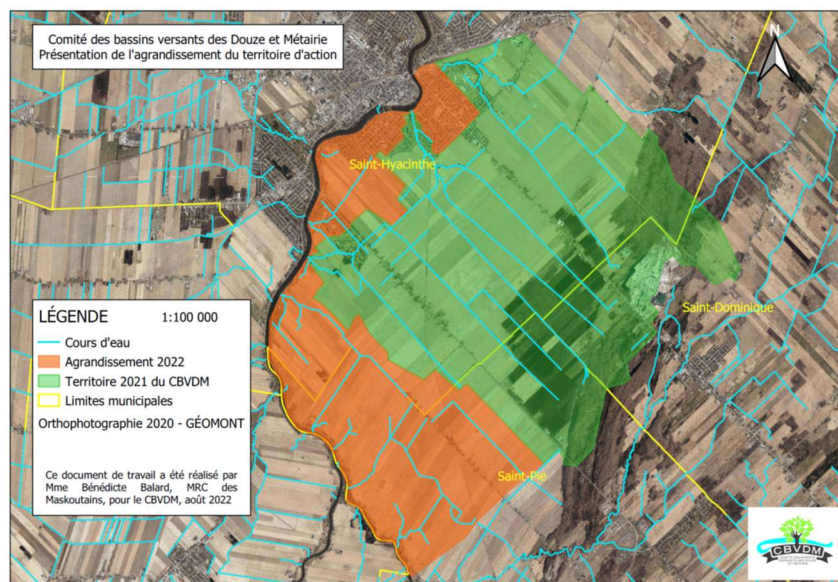 Comité des bassins versants des Douze et Métairie
Présentation de l'agrandissement du territoire d'action
N
Saint-Hyacinthe
Saint-Dominique
Saint-Pie
LÉGENDE 1:100 000
Cours d'eau
Agrandissement 2022
Territoire 2021 du CBVDM
Limites municipales
Orthophotographie 2020 - GÉOMONT
Ce document de travail a été réalisé par
Mme Bénédicte Balard, MRC des
Maskoutains, pour le CBVDM, août 2022
CBVDM